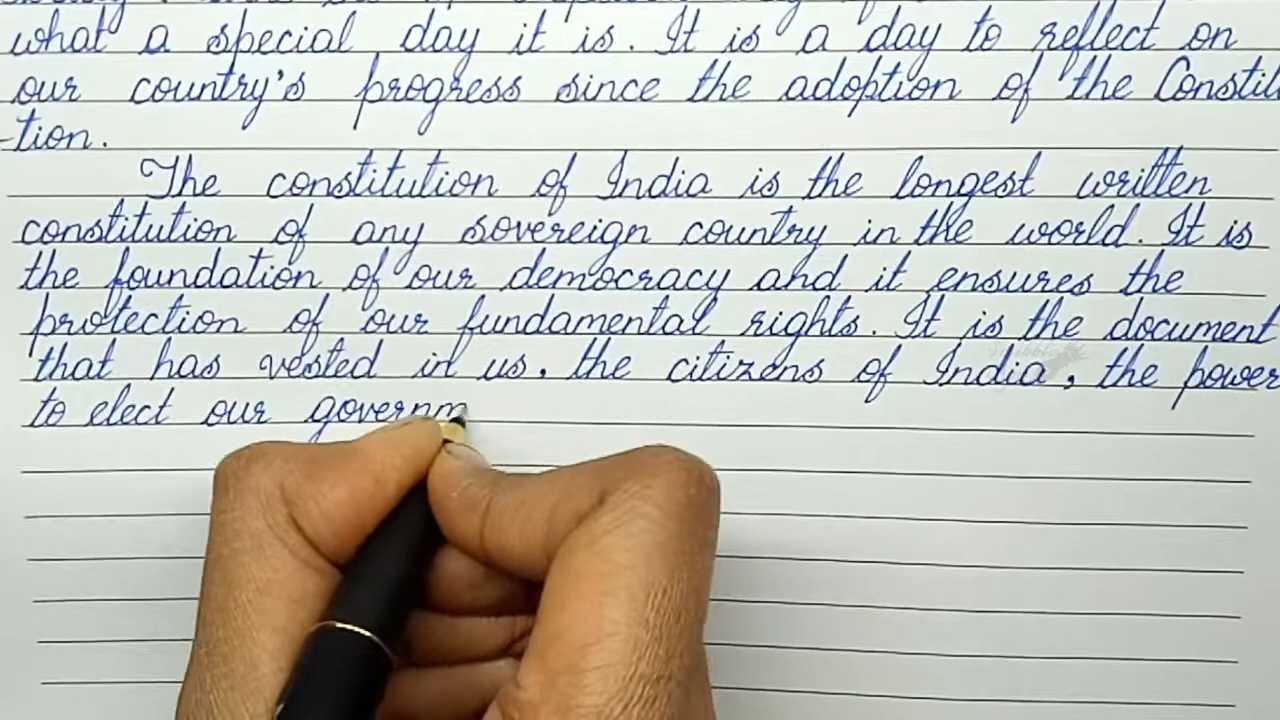 what a special day it is. It is a day to reflect on
our country's progress since the adoption of the Constitu
-tion.
The constitution of India is the longest written
constitution of any sovereign country in the world. It is
the foundation of our democracy and it ensures the
protection of our fundamental rights. It is the document
that has vested in us, the citizens of India, the power
to elect our governm